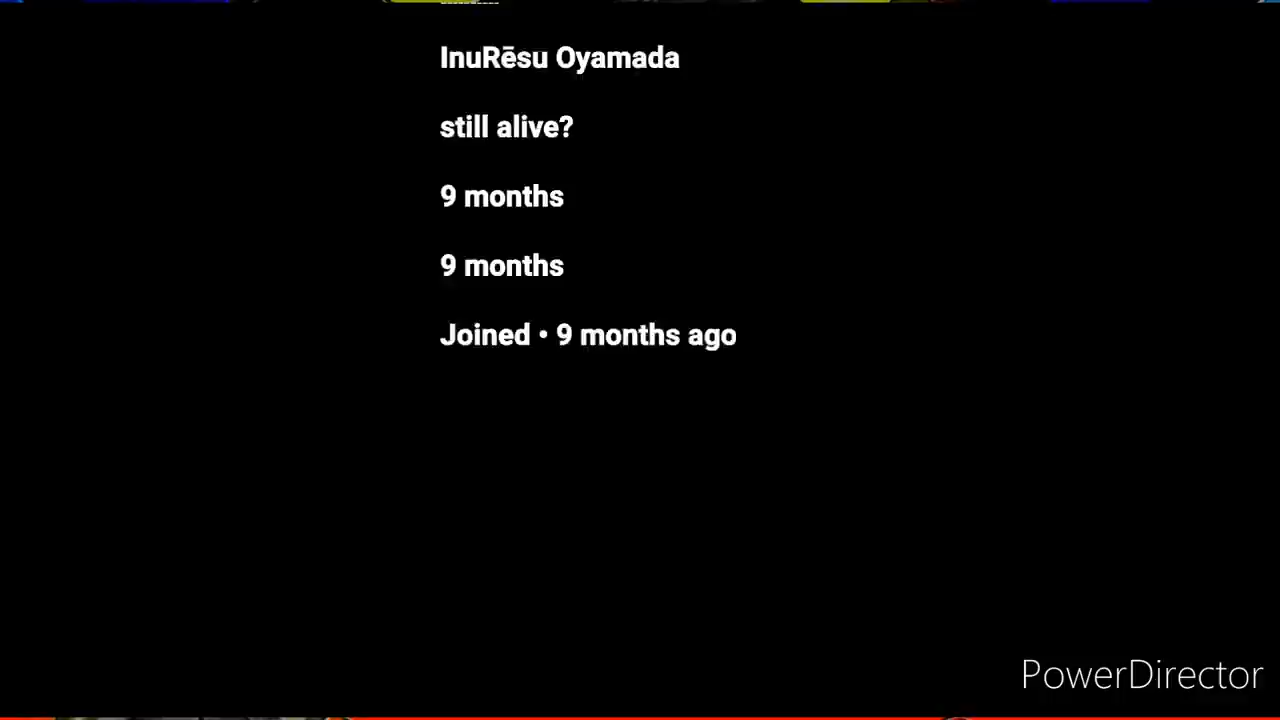 InuRēsu Oyamada
still alive?
9 months
9 months
Joined • 9 months ago
PowerDirector